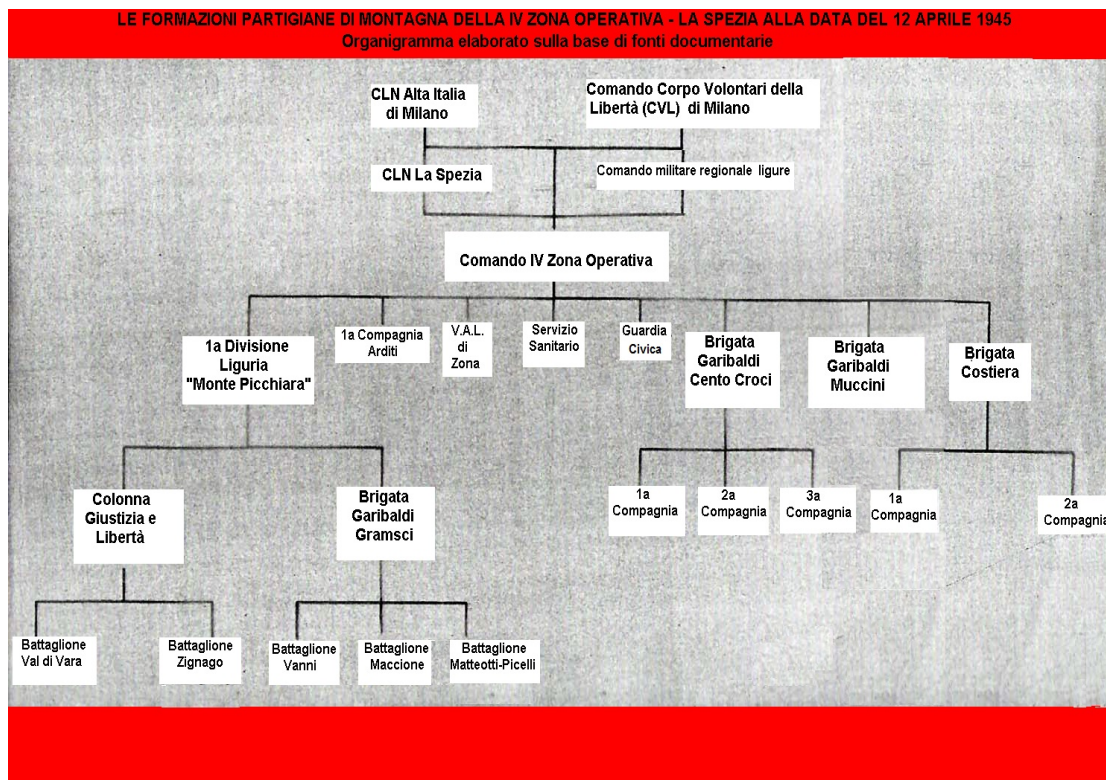 LE FORMAZIONI PARTIGIANE DI MONTAGNA DELLA IV ZONA OPERATIVA - LA SPEZIA ALLA DATA DEL 12 APRILE 1945
Organigramma elaborato sulla base di fonti documentarie
CLN Alta Italia
di Milano
Comando Corpo Volontari della
Libertà (CVL) di Milano
CLN La Spezia
Comando militare regionale ligure
Comando IV Zona Operativa
1a Divisione
Liguria
"Monte Picchiara"
1a Compagnia
Arditi
V.A.L.
di
Zona
Servizio
Sanitario
Guardia
Civica
Brigata
Garibaldi
Cento Croci
Brigata
Garibaldi
Muccini
Brigata
Costiera
Colonna
Giustizia e
Libertà
Brigata
Garibaldi
Gramsci
1a
Compagnia
2a
Compagnia
3a
Compagnia
1a
Compagnia
2a
Compagnia
Battaglione
Val di Vara
Battaglione
Zignago
Battaglione
Vanni
Battaglione
Maccione
Battaglione
Matteotti-Picelli